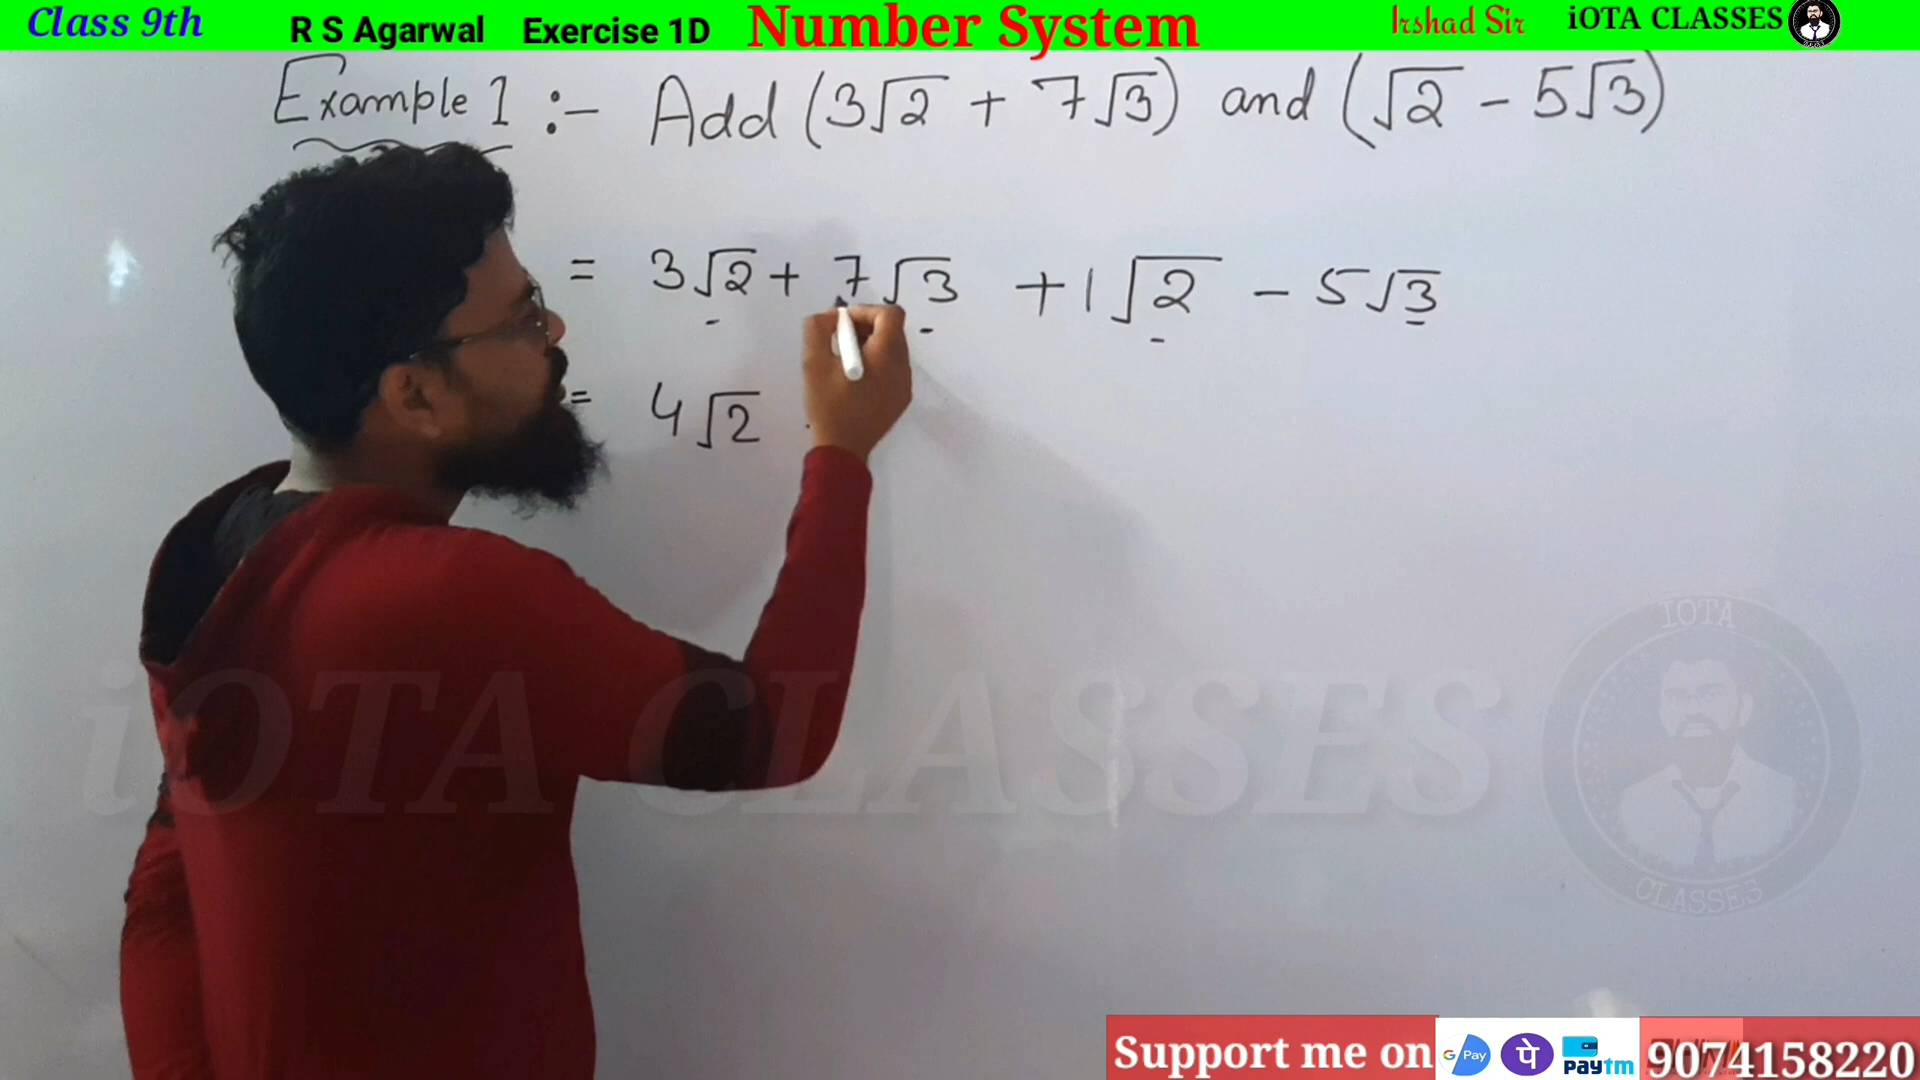 Class 9th R S Agarwal Exercise 1D Number System Irshad Sir iOTA CLASSES
Example 1 :- Add (3√2 + 7√3) and (√2 - 5√3)
= 3√2 + 7√3 + 1√2 - 5√3
= 4√2
iOTA CLASSES
IOTA
CLASSES
Support me on G Pay पे Paytm 9074158220